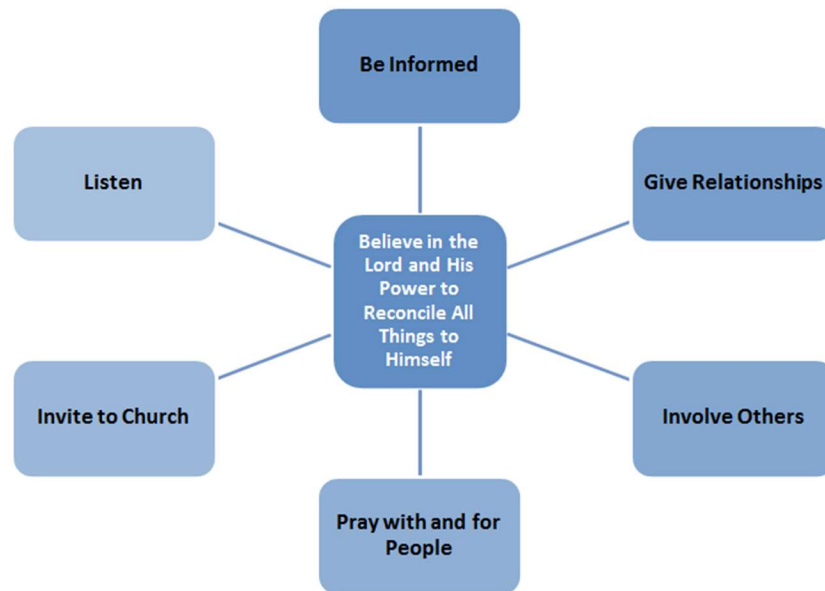 Be Informed
Listen
Give Relationships
Believe in the
Lord and His
Power to
Reconcile All
Things to
Himself
Invite to Church
Involve Others
Pray with and for
People